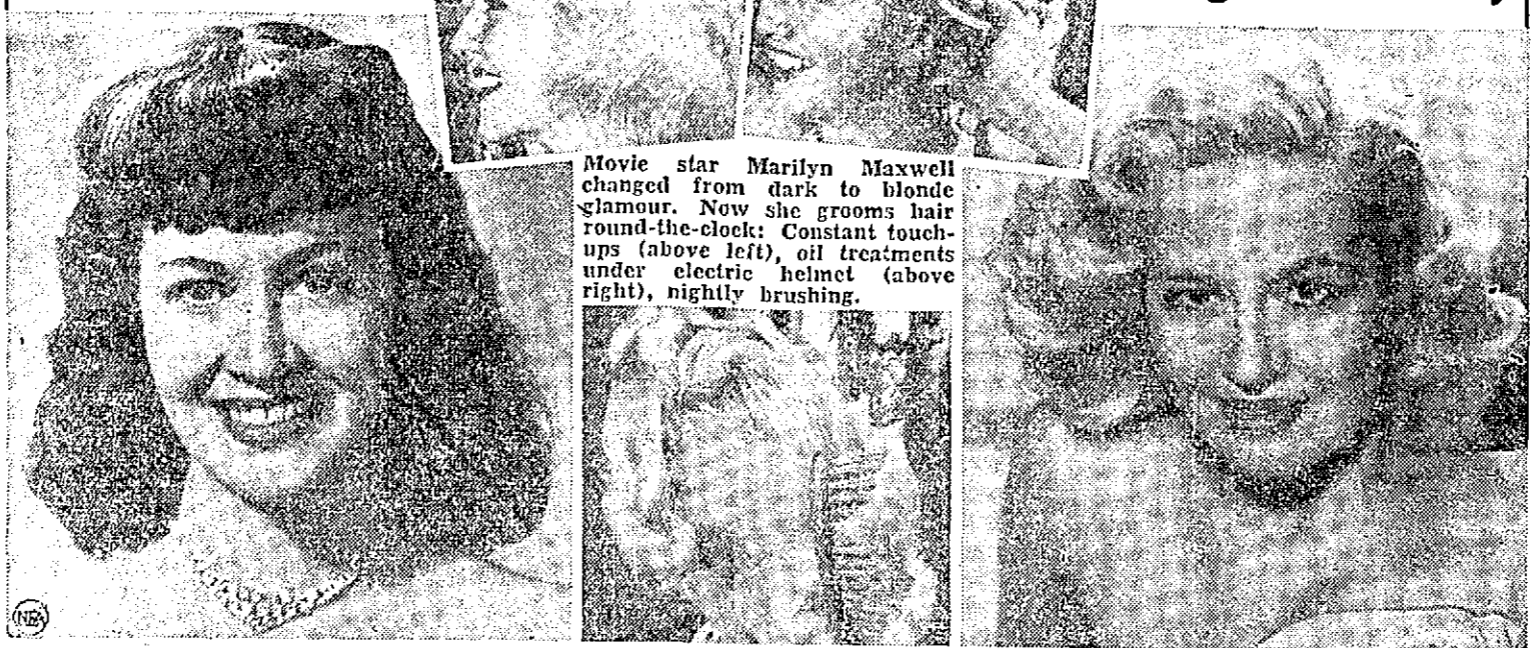 Movie star Marilyn Maxwell
changed from dark to blonde
glamour. Now she grooms hair
round-the-clock: Constant touch-
ups (above left), oil treatments
under electric helmet (above
right), nightly brushing.
NEA